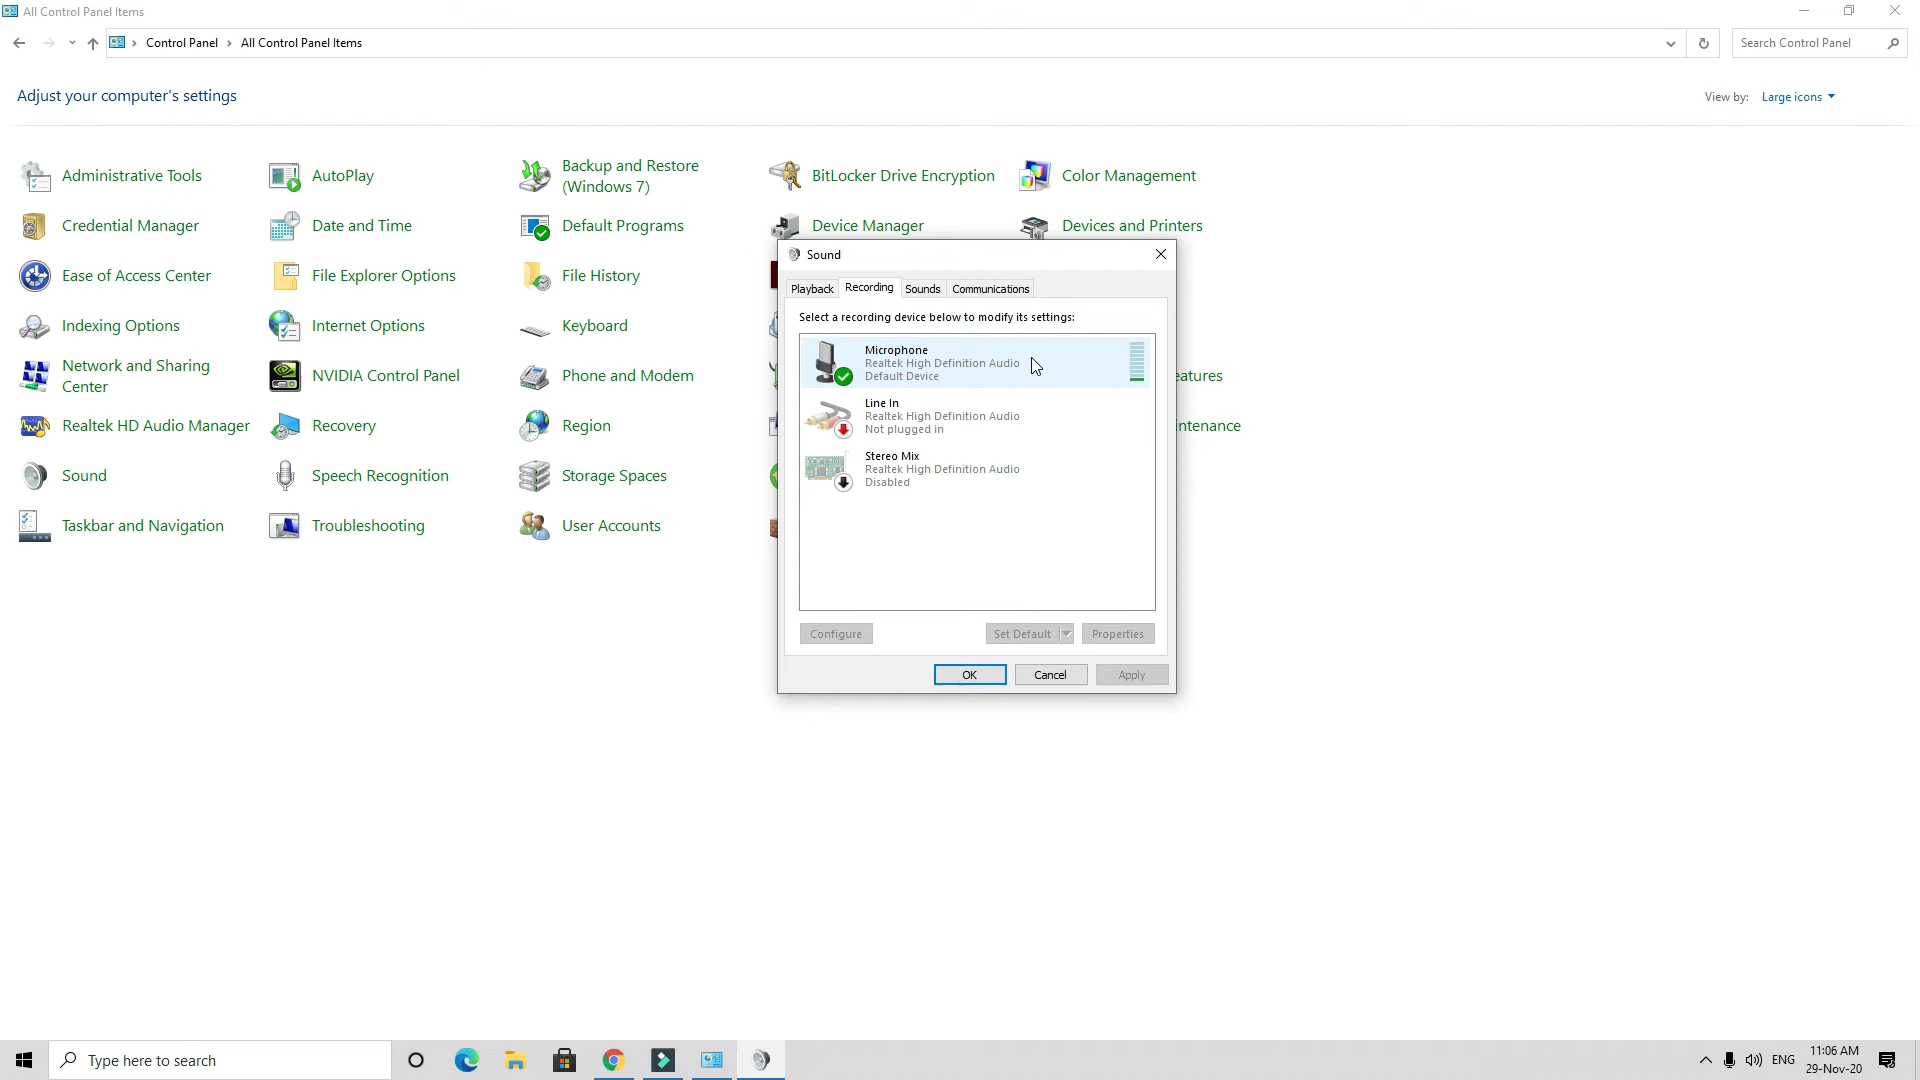 All Control Panel Items
Control Panel
All Control Panel Items
Search Control Panel
Adjust your computer's settings
View by:
Large icons
Administrative Tools
AutoPlay
Backup and Restore
(Windows 7)
BitLocker Drive Encryption
Color Management
Credential Manager
Date and Time
Default Programs
Device Manager
Devices and Printers
Ease of Access Center
File Explorer Options
File History
Indexing Options
Internet Options
Keyboard
Network and Sharing
Center
NVIDIA Control Panel
Phone and Modem
eatures
Realtek HD Audio Manager
Recovery
Region
intenance
Sound
Speech Recognition
Storage Spaces
Taskbar and Navigation
Troubleshooting
User Accounts
Sound
Playback
Recording
Sounds
Communications
Select a recording device below to modify its settings:
Microphone
Realtek High Definition Audio
Default Device
Line In
Realtek High Definition Audio
Not plugged in
Stereo Mix
Realtek High Definition Audio
Disabled
Configure
Set Default
Properties
OK
Cancel
Apply
Type here to search
ENG
11:06 AM
29-Nov-20